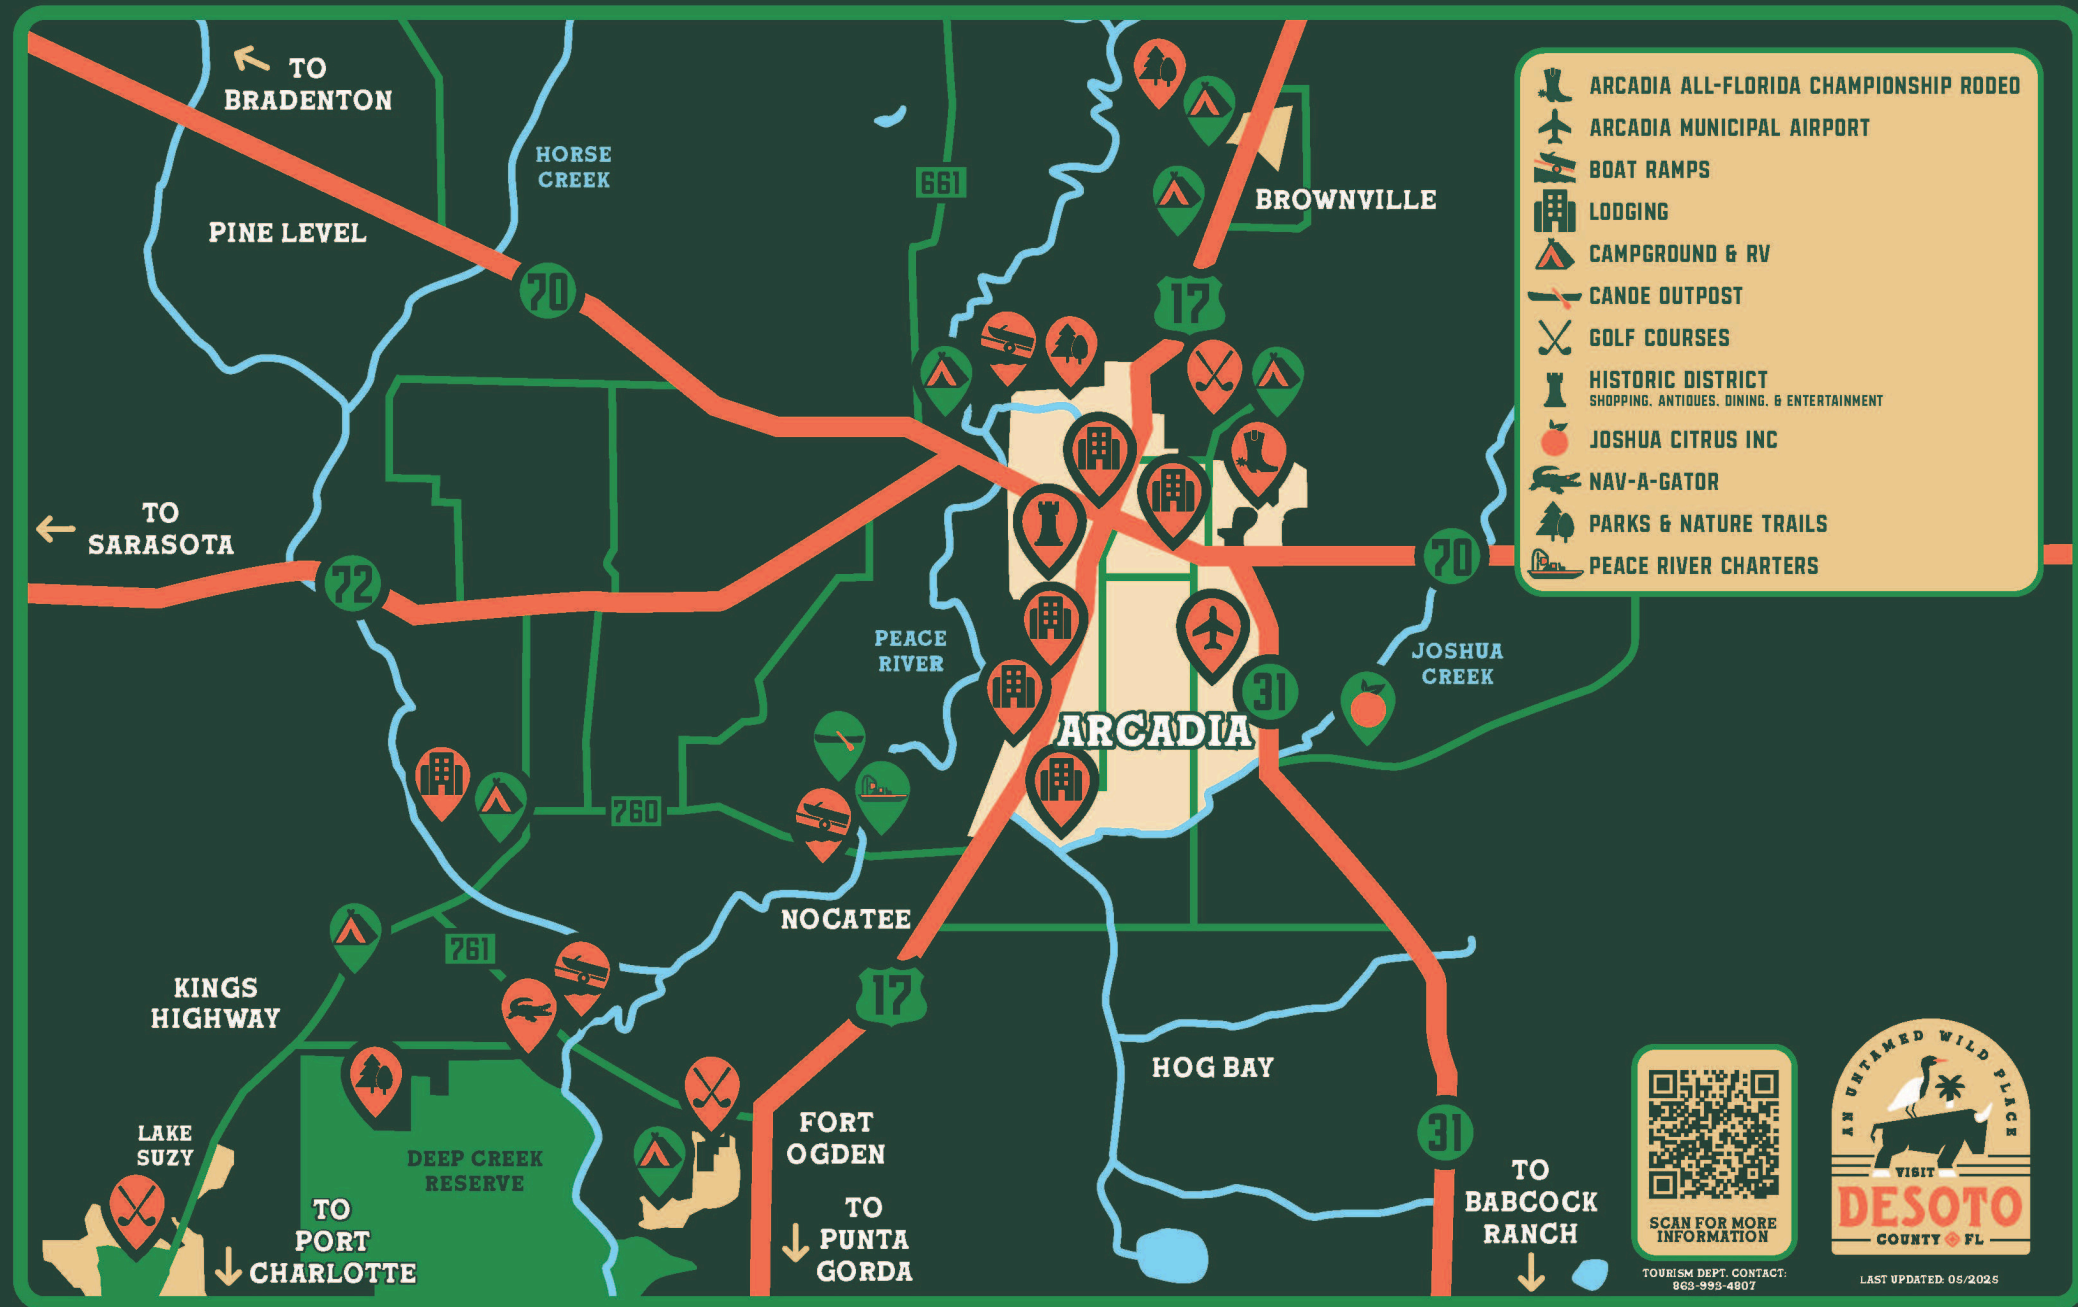 TO
BRADENTON
HORSE
CREEK
661
PINE LEVEL
BROWNVILLE
70
17
ARCADIA ALL-FLORIDA CHAMPIONSHIP RODEO
ARCADIA MUNICIPAL AIRPORT
BOAT RAMPS
LODGING
CAMPGROUND & RV
CANOE OUTPOST
GOLF COURSES
HISTORIC DISTRICT
SHOPPING, ANTIQUES, DINING, & ENTERTAINMENT
JOSHUA CITRUS INC
NAV-A-GATOR
PARKS & NATURE TRAILS
PEACE RIVER CHARTERS
TO
SARASOTA
72
70
PEACE
RIVER
JOSHUA
CREEK
31
ARCADIA
760
NOCATEE
761
KINGS
HIGHWAY
17
HOG BAY
FORT
OGDEN
31
LAKE
SUZY
DEEP CREEK
RESERVE
TO
PORT
CHARLOTTE
TO
PUNTA
GORDA
TO
BABCOCK
RANCH
SCAN FOR MORE
INFORMATION
TOURISM DEPT. CONTACT:
863-993-4807
AN UNTAMED WILD PLACE
VISIT
DESOTO
COUNTY FL
LAST UPDATED: 05/2025